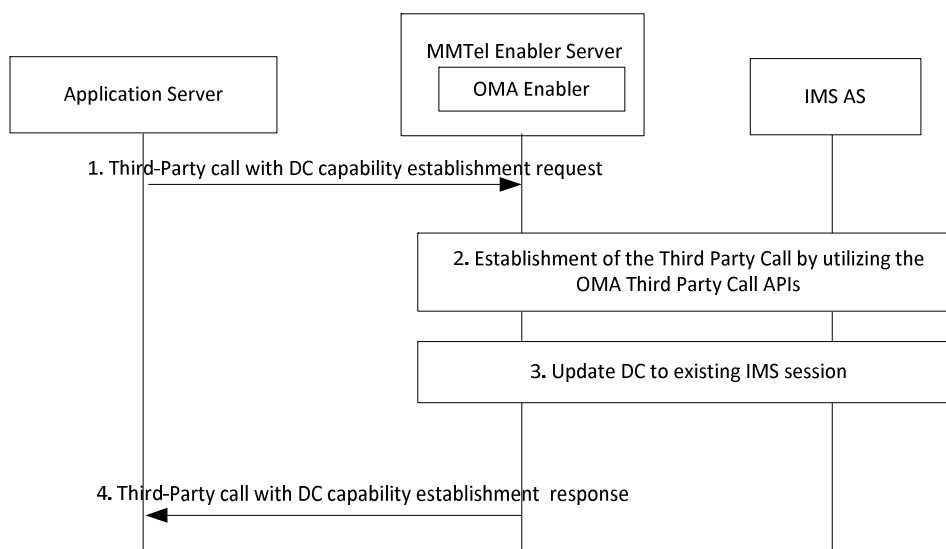 MMTel Enabler Server
OMA Enabler
Application Server
IMS AS
1. Third-Party call with DC capability establishment request
2. Establishment of the Third Party Call by utilizing the
OMA Third Party Call APIs
3. Update DC to existing IMS session
4. Third-Party call with DC capability establishment response